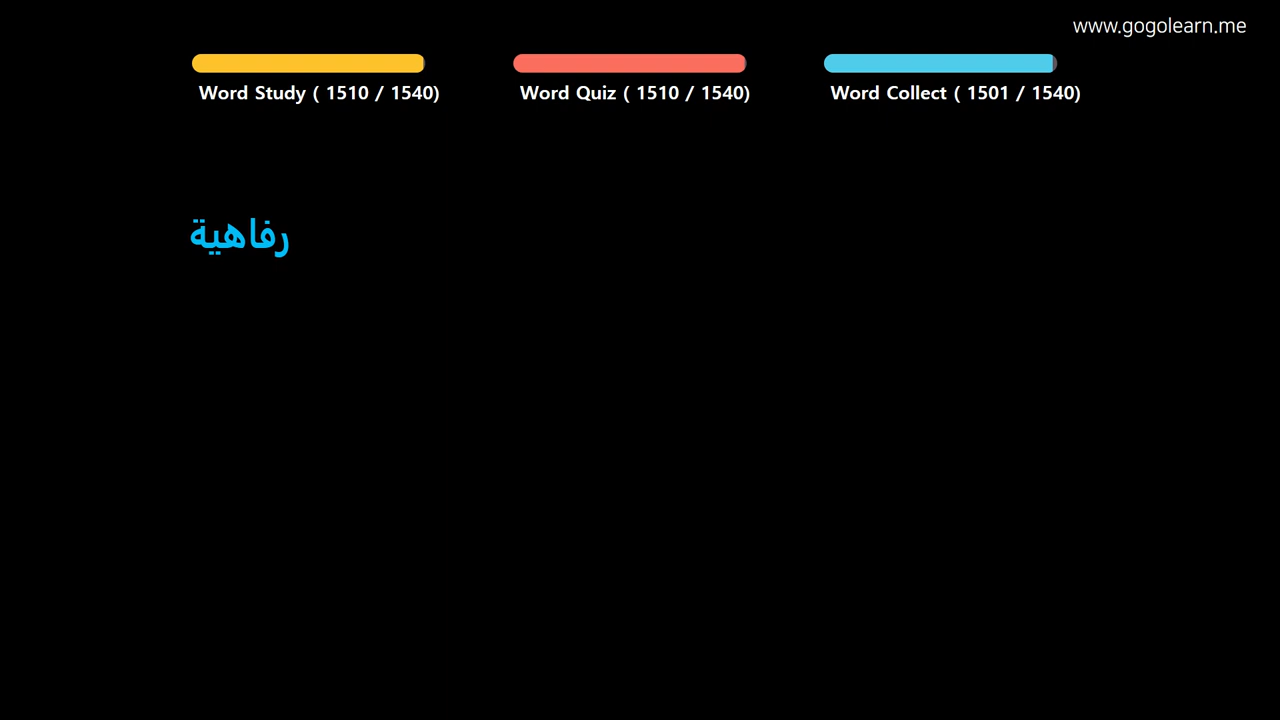 www.gogolearn.me
Word Study ( 1510 / 1540)
Word Quiz ( 1510 / 1540)
Word Collect ( 1501 / 1540)
رفاهية